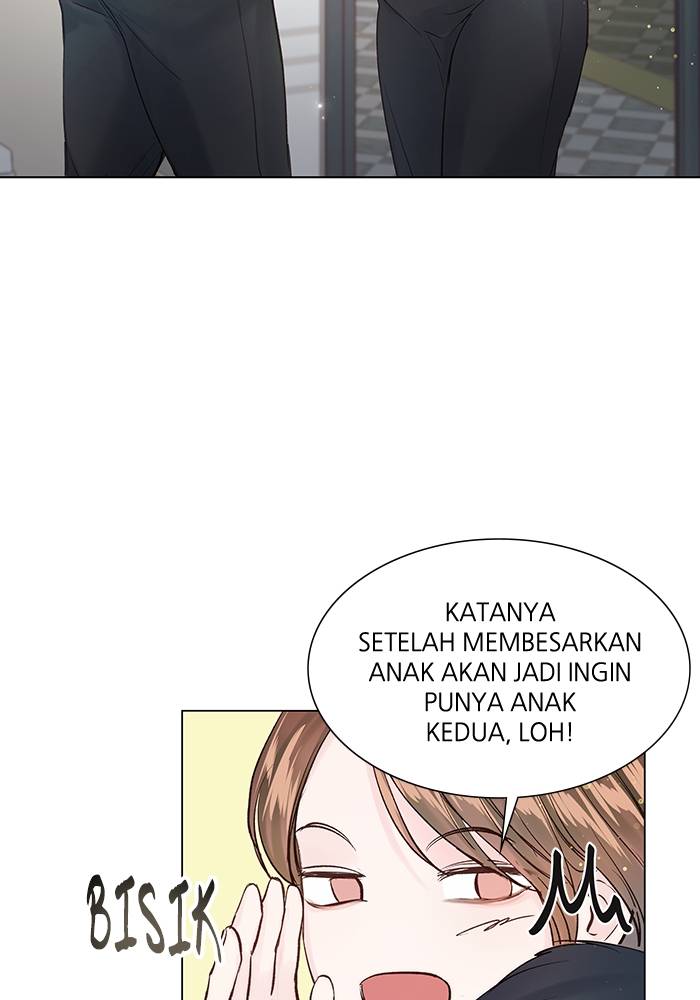 KATANYA
SETELAH MEMBESARKAN
ANAK AKAN JADI INGIN
PUNYA ANAK
KEDUA, LOH!
BISIK